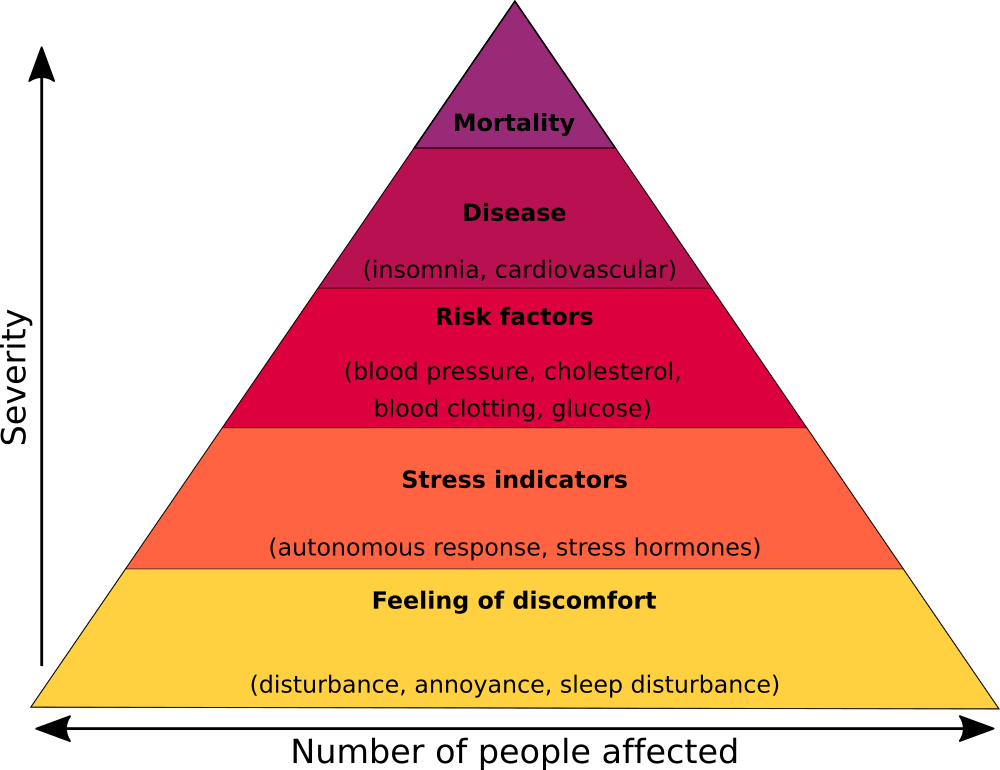 Mortality
Disease
(insomnia, cardiovascular)
Risk factors
(blood pressure, cholesterol,
blood clotting, glucose)
Stress indicators
(autonomous response, stress hormones)
Feeling of discomfort
(disturbance, annoyance, sleep disturbance)
Severity
Number of people affected